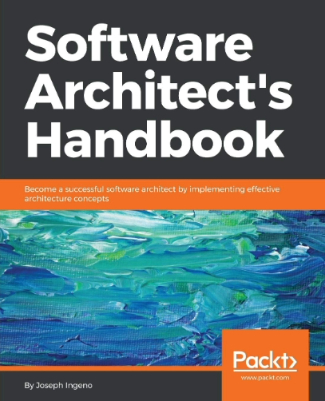 Software
Architect's
Handbook
Become a successful software architect by implementing effective
architecture concepts
Packt>
www.packt.com
By Joseph Ingeno